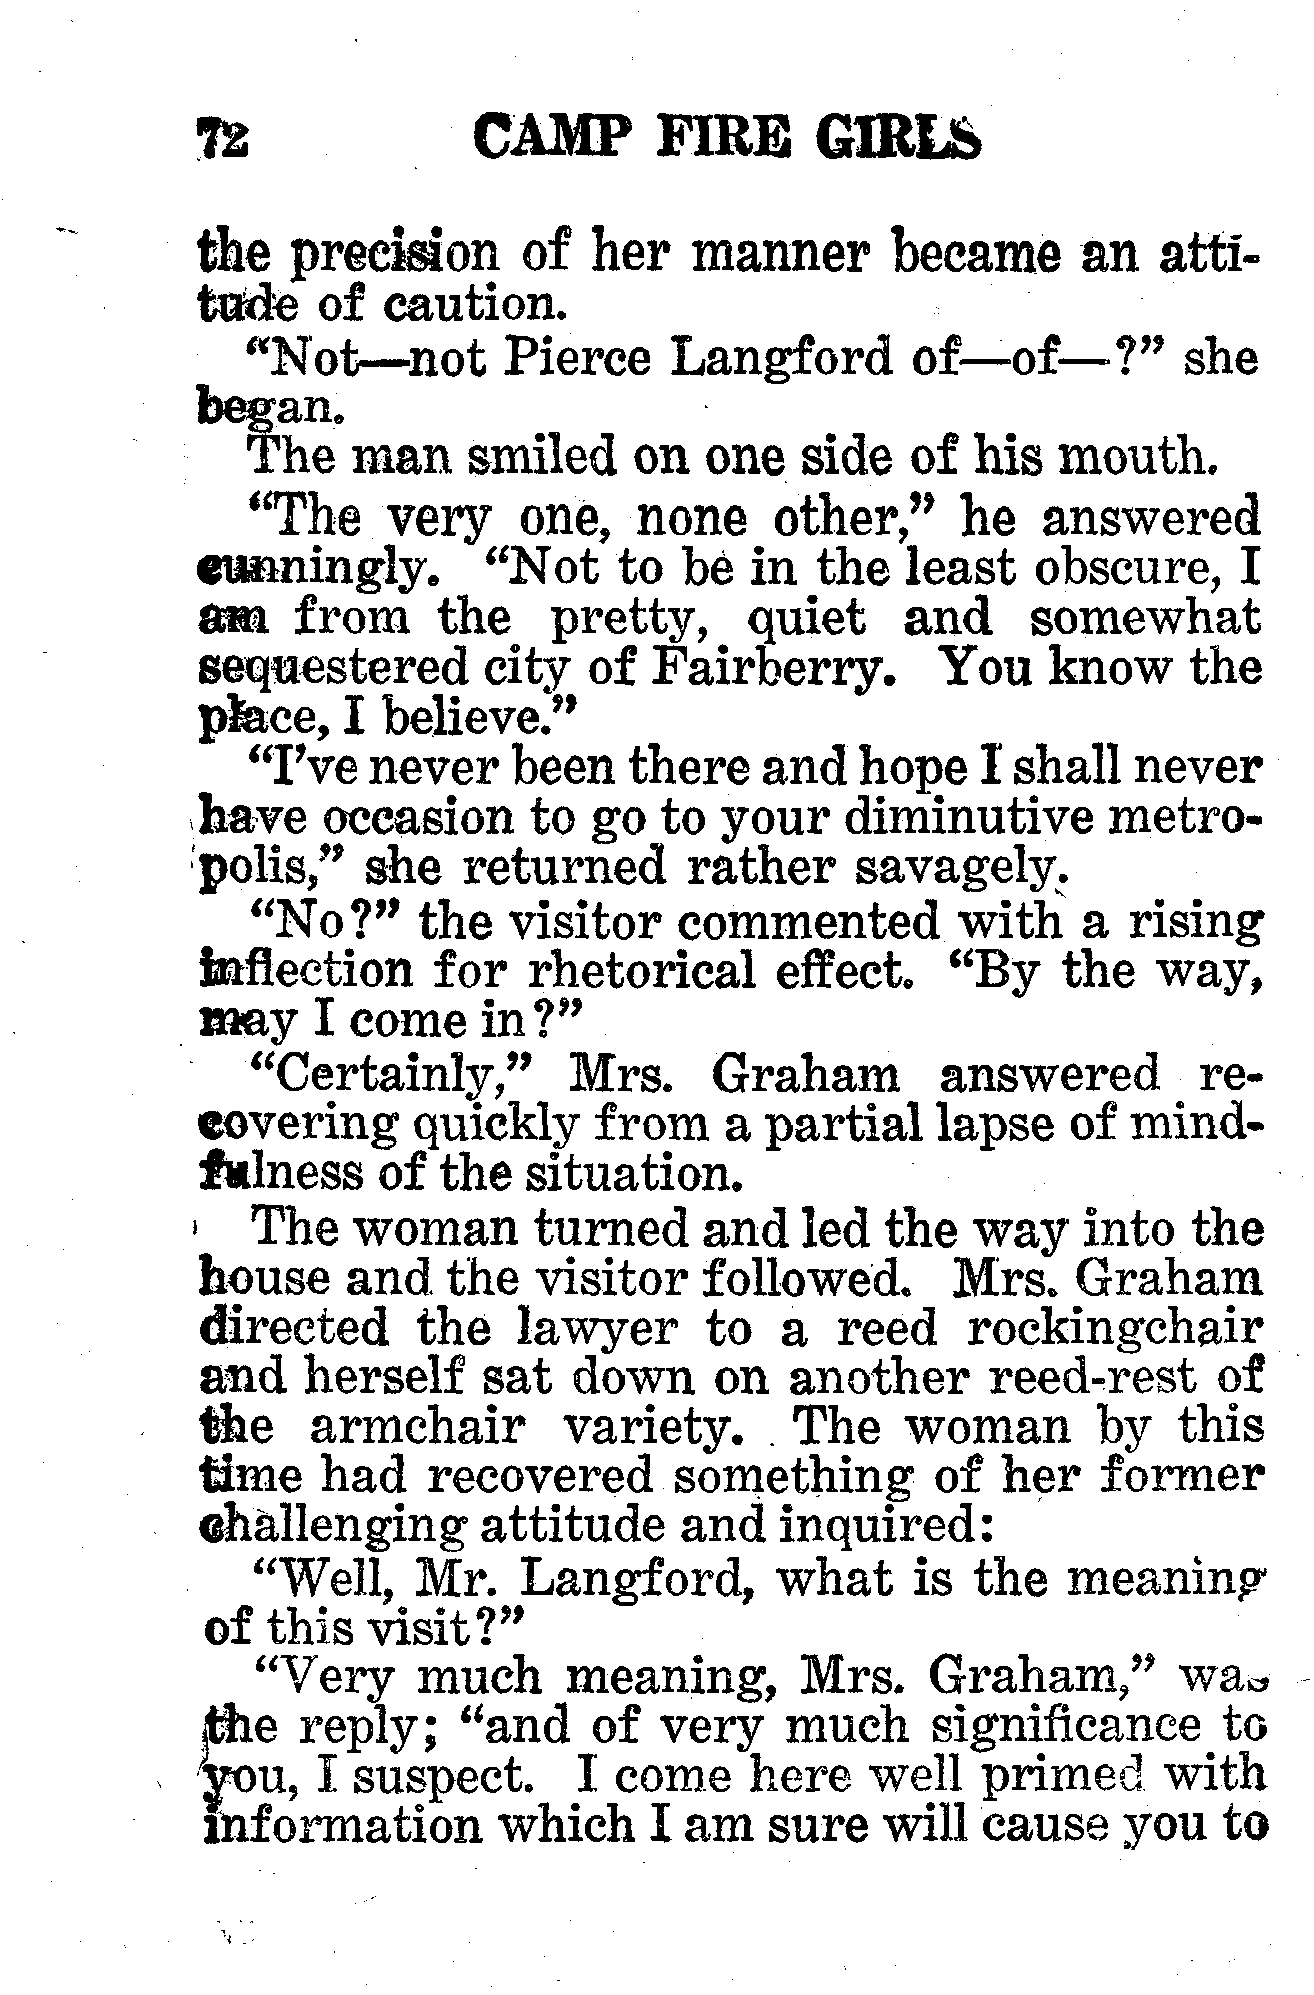 72 CAMP FIRE GIRLS
the precision of her manner became an atti-
tude of caution.
“Not—not Pierce Langford of—of—?” she
began.
The man smiled on one side of his mouth.
“The very one, none other,” he answered
cunningly. “Not to be in the least obscure, I
am from the pretty, quiet and somewhat
sequestered city of Fairberry. You know the
place, I believe.”
“I’ve never been there and hope I shall never
have occasion to go to your diminutive metro-
polis,” she returned rather savagely.
“No?” the visitor commented with a rising
inflection for rhetorical effect. “By the way,
may I come in?”
“Certainly,” Mrs. Graham answered re-
covering quickly from a partial lapse of mind-
fulness of the situation.
The woman turned and led the way into the
house and the visitor followed. Mrs. Graham
directed the lawyer to a reed rockingchair
and herself sat down on another reed-rest of
the armchair variety. The woman by this
time had recovered something of her former
challenging attitude and inquired:
“Well, Mr. Langford, what is the meaning
of this visit?”
“Very much meaning, Mrs. Graham,” was
the reply; “and of very much significance to
you, I suspect. I come here well primed with
information which I am sure will cause you to